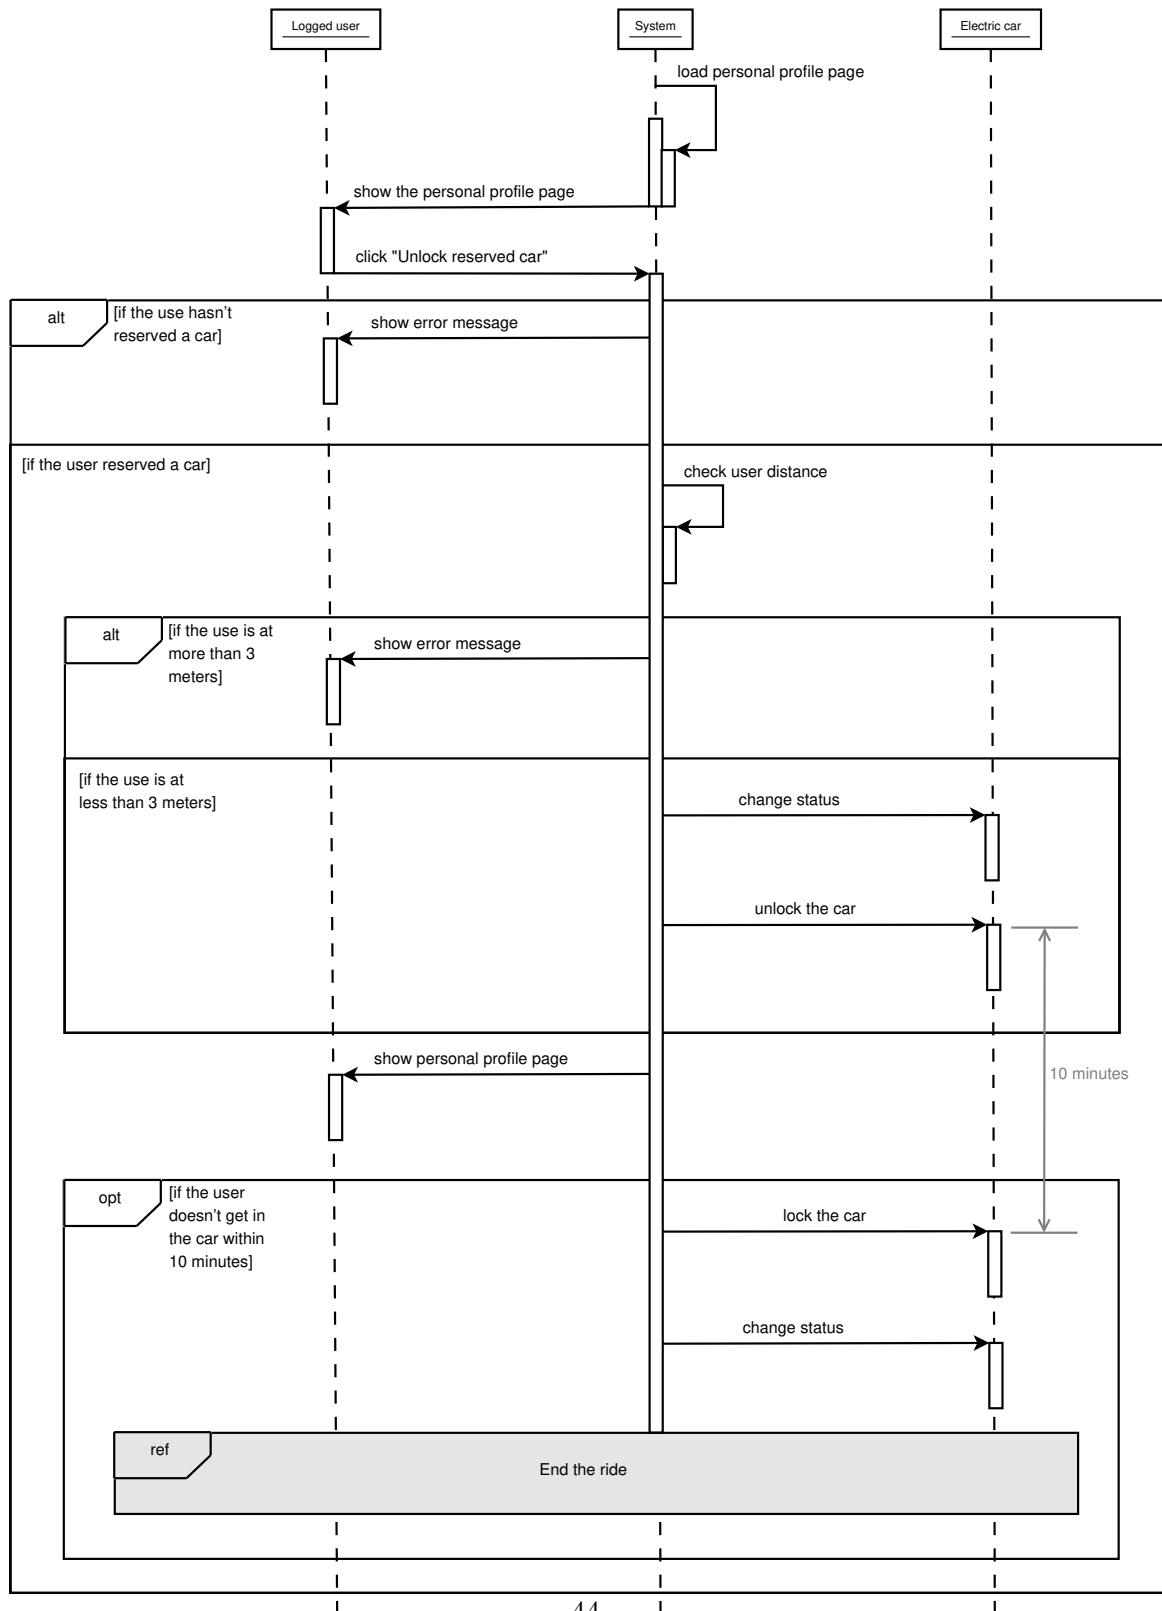 Logged user
System
Electric car
load personal profile page
show the personal profile page
click "Unlock reserved car"
alt
[if the use hasn't
reserved a car]
show error message
[if the user reserved a car]
check user distance
alt
[if the use is at
more than 3
meters]
show error message
[if the use is at
less than 3 meters]
change status
unlock the car
show personal profile page
10 minutes
opt
[if the user
doesn't get in
the car within
10 minutes]
lock the car
change status
ref
End the ride
44